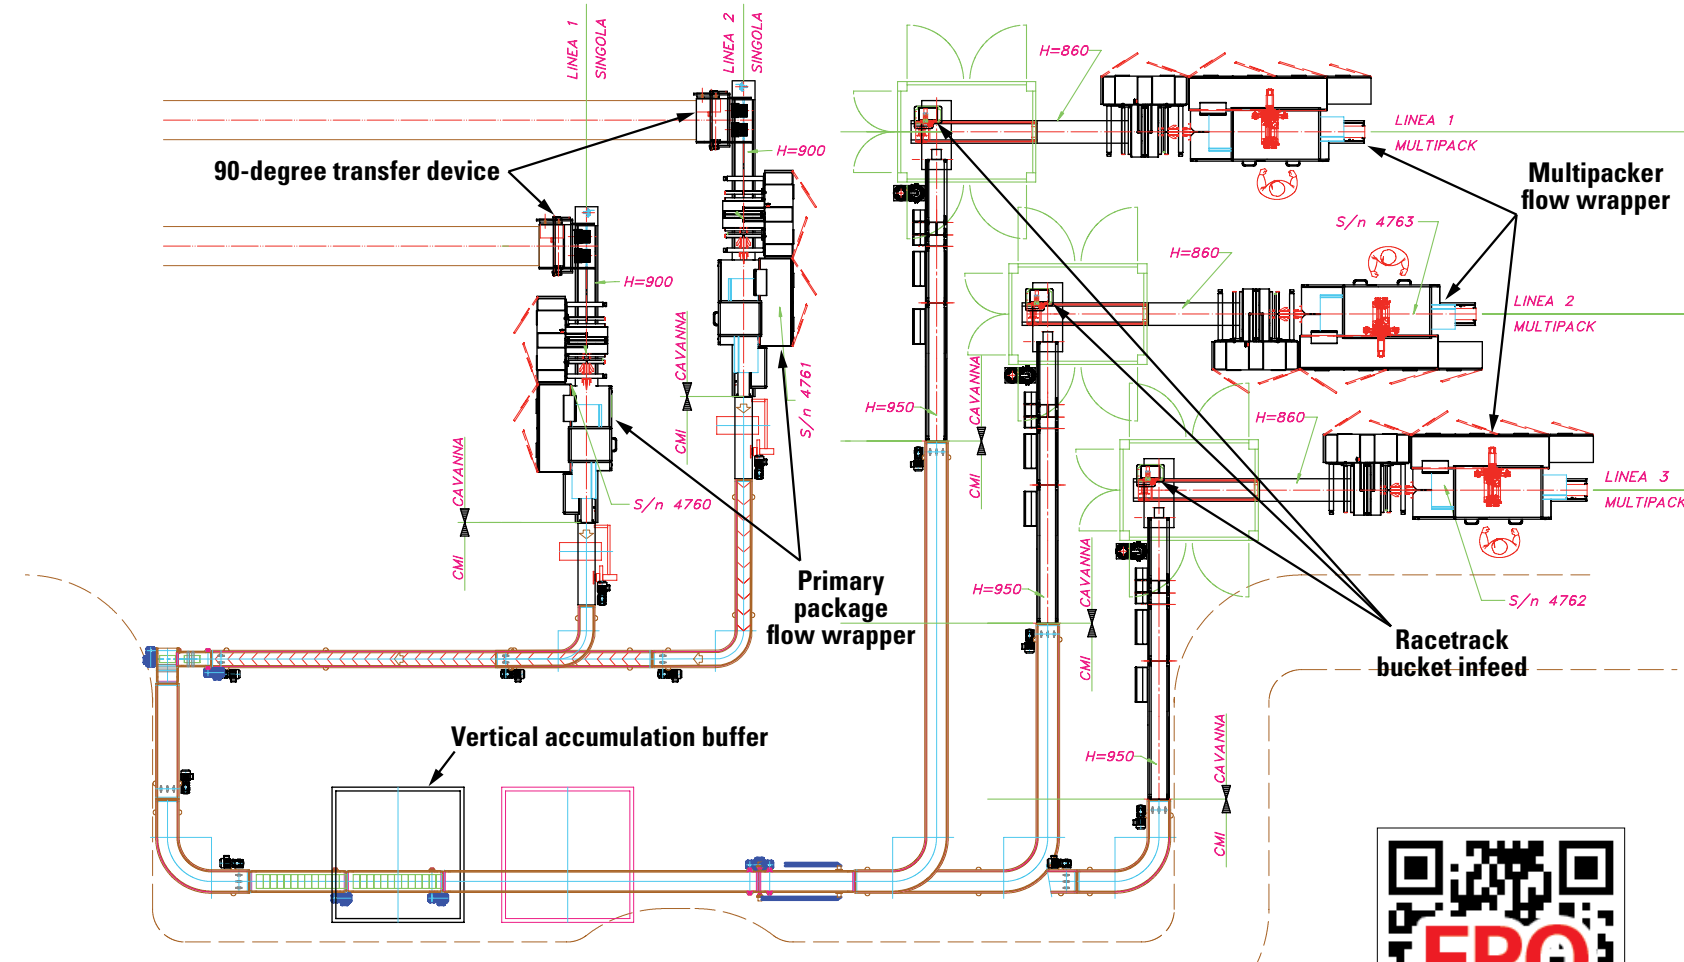 LINEA 1
SINGOLA
LINEA 2
SINGOLA
H=860
LINEA 1
MULTIPACK
90-degree transfer device
H=900
Multipacker
flow wrapper
S/n 4763
H=860
H=900
LINEA 2
MULTIPACK
CAVANNA
CMI
S/n 4761
H=950
CAVANNA
CMI
H=860
LINEA 3
MULTIPACK
CAVANNA
CMI
S/n 4760
Primary
package
flow wrapper
H=950
CAVANNA
CMI
S/n 4762
Racetrack
bucket infeed
Vertical accumulation buffer
H=950
CAVANNA
CMI